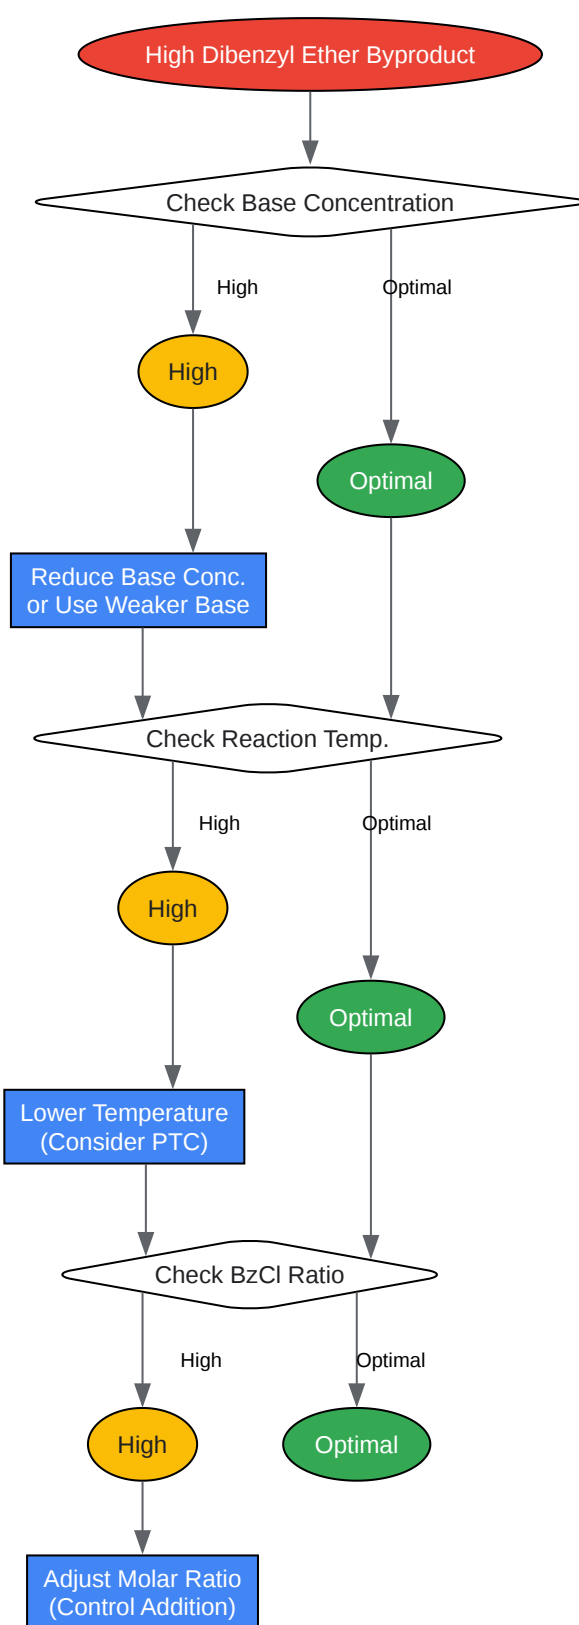 High Dibenzyl Ether Byproduct
Check Base Concentration
High
Optimal
High
Optimal
Reduce Base Conc.
or Use Weaker Base
Check Reaction Temp.
High
Optimal
High
Optimal
Lower Temperature
(Consider PTC)
Check BzCl Ratio
High
Optimal
High
Optimal
Adjust Molar Ratio
(Control Addition)